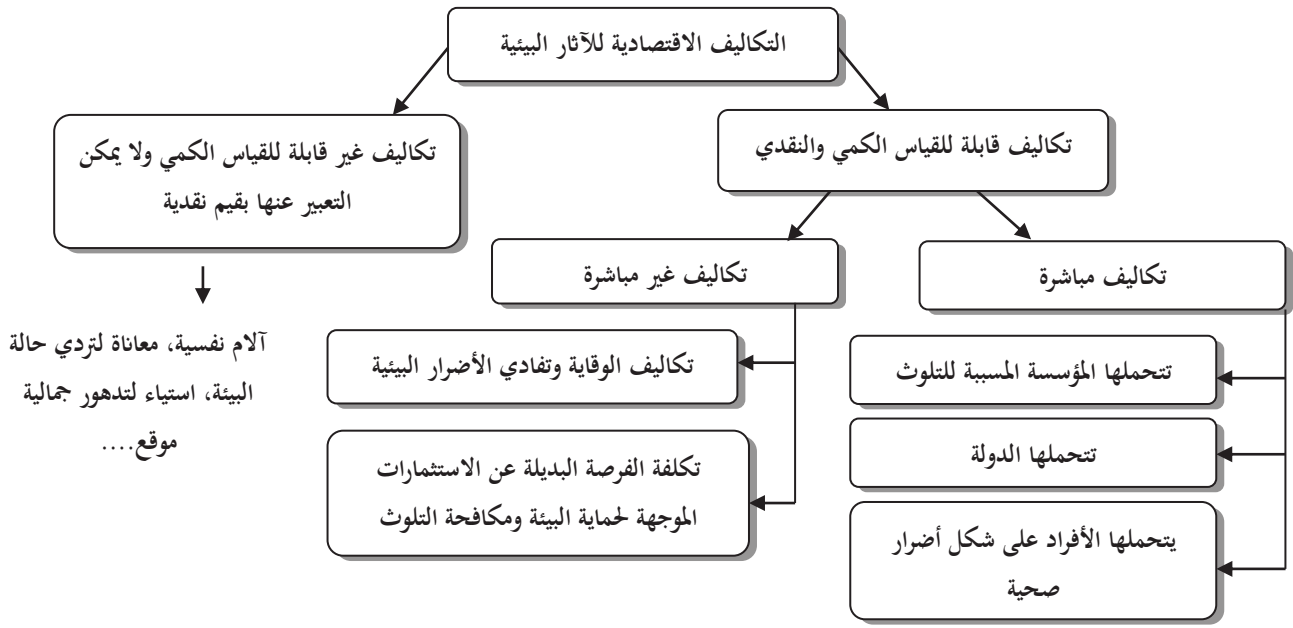 التكاليف الاقتصادية للآثار البيئية
تكاليف قابلة للقياس الكمي والنقدي
تكاليف غير قابلة للقياس الكمي ولا يمكن
التعبير عنها بقيم نقدية
تكاليف مباشرة
تكاليف غير مباشرة
تتحملها المؤسسة المسببة للتلوث
تتحملها الدولة
يتحملها الأفراد على شكل أضرار
صحية
تكاليف الوقاية وتفادي الأضرار البيئية
تكلفة الفرصة البديلة عن الاستثمارات
الموجهة لحماية البيئة ومكافحة التلوث
آلام نفسية، معاناة لتردي حالة
البيئة، استياء لتدهور جمالية
موقع....